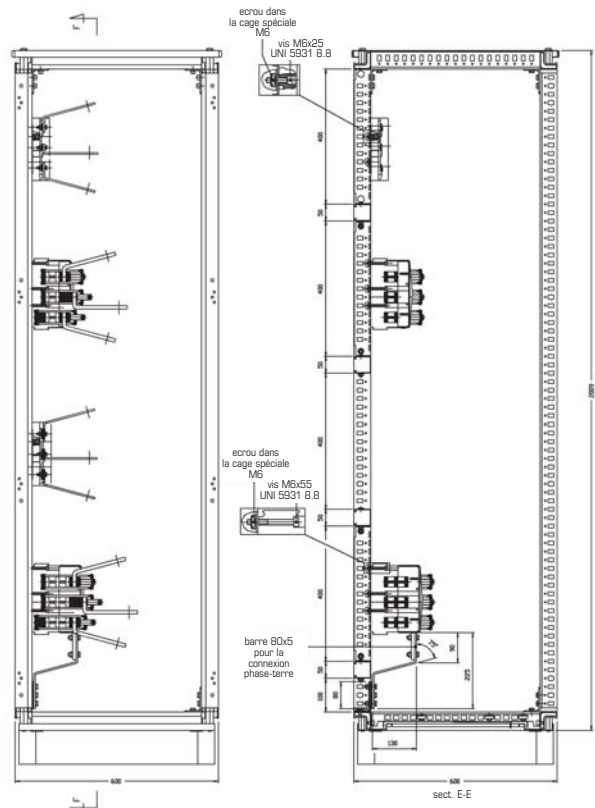 ecrou dans
la cage spéciale
M6
vis M6x25
UNI 5931 8.8
400
50
400
50
400
ecrou dans
la cage spéciale
M6
vis M6x55
UNI 5931 8.8
50
400
barre 80x5
pour la
connexion
phase-terre
50
100
80
75°
90
225
130
600
600
sect. E-E